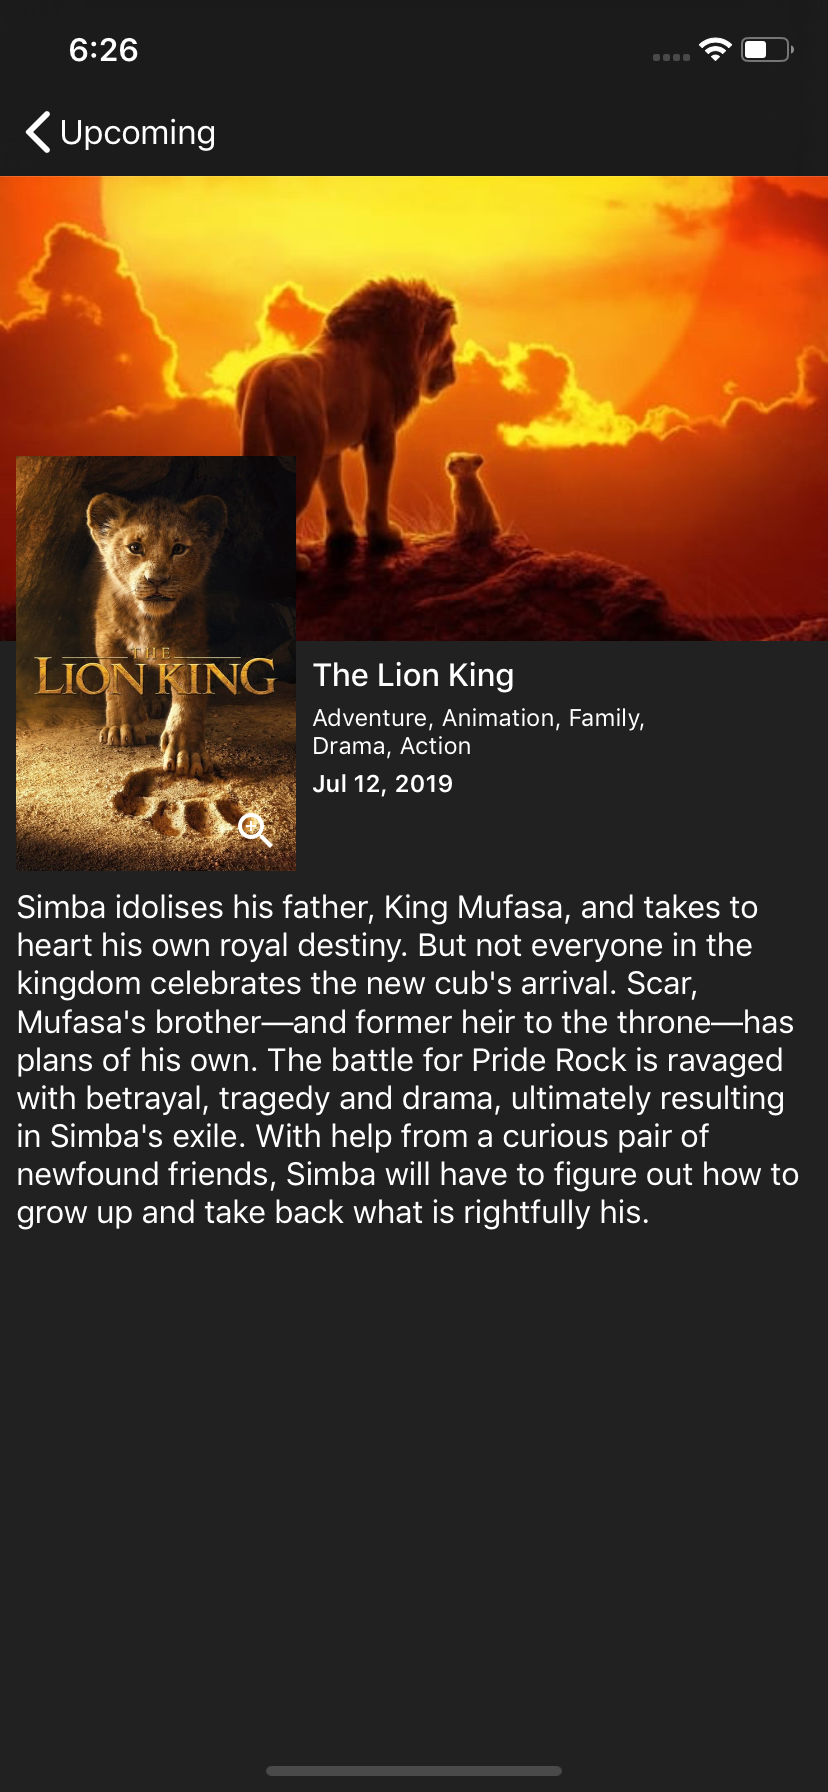 6:26
Upcoming
THE
LION KING
The Lion King
Adventure, Animation, Family,
Drama, Action
Jul 12, 2019
Simba idolises his father, King Mufasa, and takes to
heart his own royal destiny. But not everyone in the
kingdom celebrates the new cub's arrival. Scar,
Mufasa's brother—and former heir to the throne—has
plans of his own. The battle for Pride Rock is ravaged
with betrayal, tragedy and drama, ultimately resulting
in Simba's exile. With help from a curious pair of
newfound friends, Simba will have to figure out how to
grow up and take back what is rightfully his.